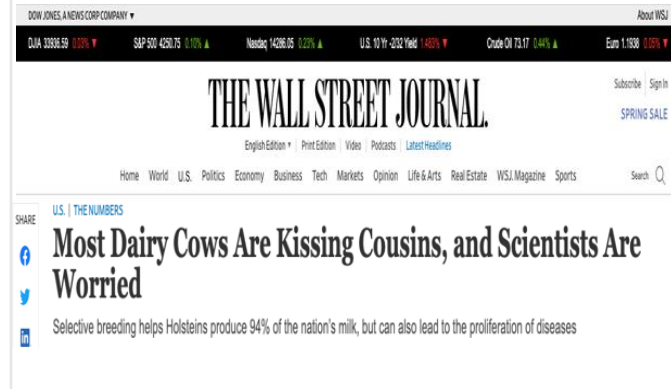 DOW JONES, A NEWS CORP COMPANY ▼ About WSJ
DJIA 33936.59 0.03% ▼ S&P 500 4250.75 0.10% ▲ Nasdaq 14286.05 0.23% ▲ U.S. 10 Yr -2/32 Yield 1.483% ▼ Crude Oil 73.17 0.44% ▲ Euro 1.1938 0.05% ▼
THE WALL STREET JOURNAL.
Subscribe | Sign In
SPRING SALE
English Edition ▼ | Print Edition | Video | Podcasts | Latest Headlines
Home World U.S. Politics Economy Business Tech Markets Opinion Life & Arts Real Estate WSJ. Magazine Sports Search
SHARE
U.S. | THE NUMBERS
Most Dairy Cows Are Kissing Cousins, and Scientists Are
Worried
Selective breeding helps Holsteins produce 94% of the nation's milk, but can also lead to the proliferation of diseases